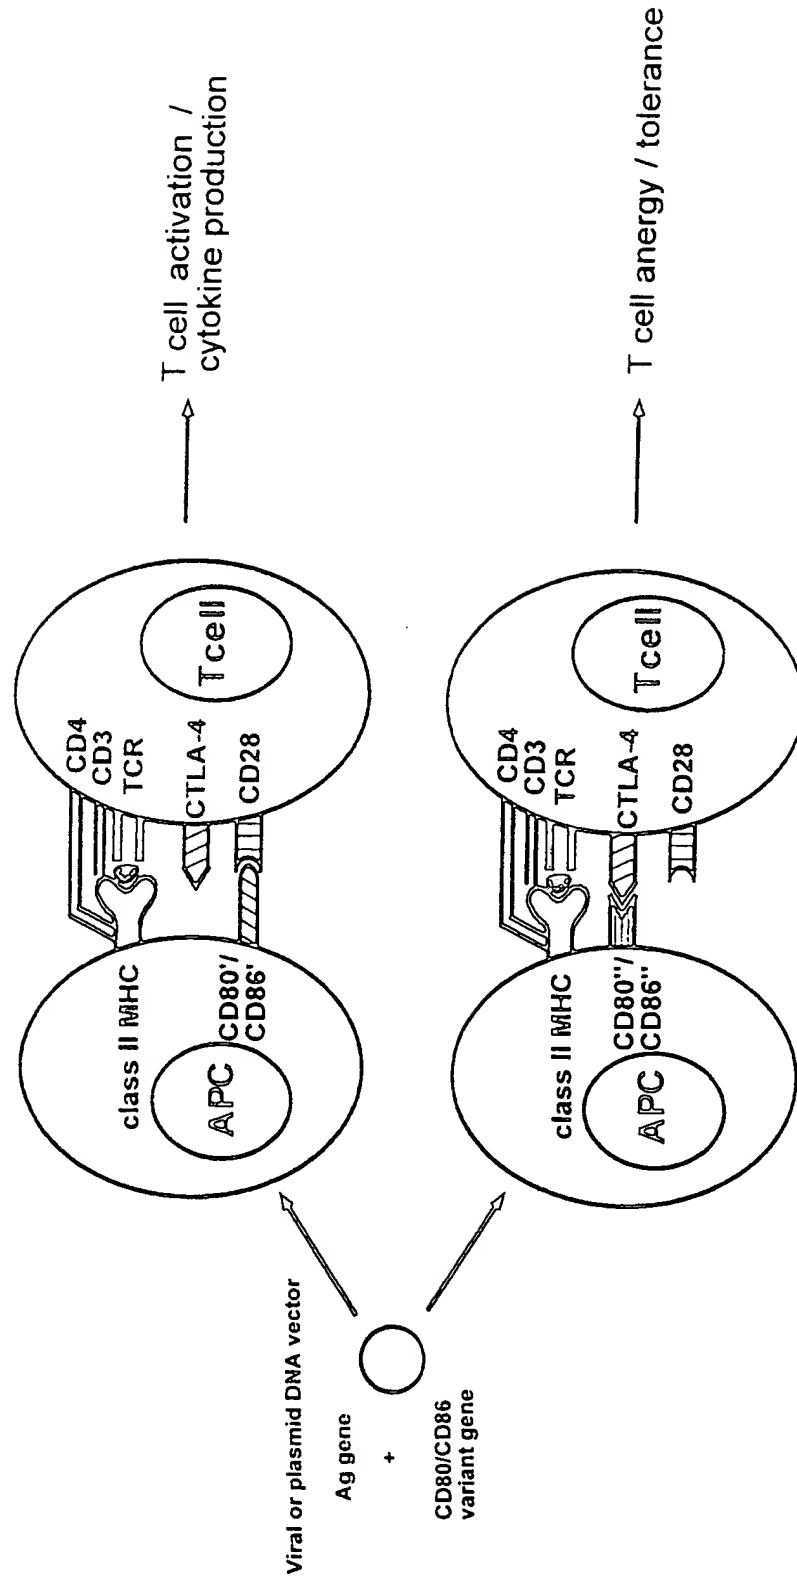 Viral or plasmid DNA vector
Ag gene
+
CD80/CD86
variant gene
class II MHC
APC
CD80"/
CD86'
CD4
CD3
TCR
CTLA-4
CD28
T cell
T cell activation /
cytokine production
class II MHC
APC
CD80"/
CD86"
CD4
CD3
TCR
CTLA-4
CD28
T cell
T cell anergy / tolerance